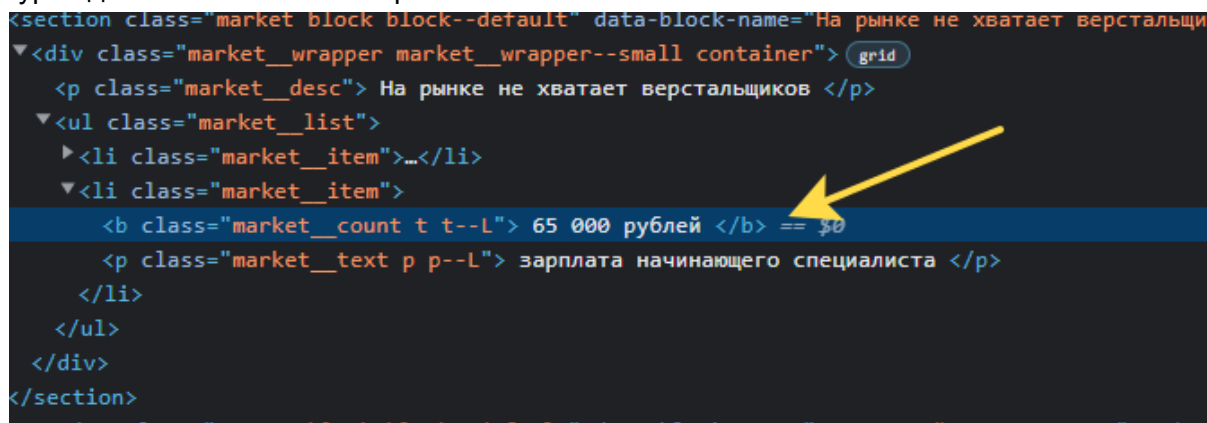 <section class="market block block--default" data-block-name="На рынке не хватает верстальщи
▼<div class="market__wrapper market__wrapper--small container"> grid
<p class="market__desc"> На рынке не хватает верстальщиков </p>
▼<ul class="market__list">
▶<li class="market__item">…</li>
▼<li class="market__item">
<b class="market__count t t--L"> 65 000 рублей </b> == $0
<p class="market__text p p--L"> зарплата начинающего специалиста </p>
</li>
</ul>
</div>
</section>